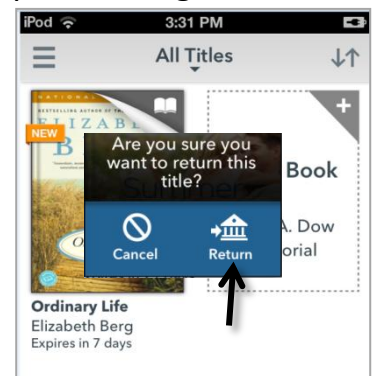 iPod 3:31 PM
All Titles
NEW
ELIZAB
B
Are you sure you
want to return this
title?
Book
A. Dow
orial
Cancel Return
Ordinary Life
Elizabeth Berg
Expires in 7 days